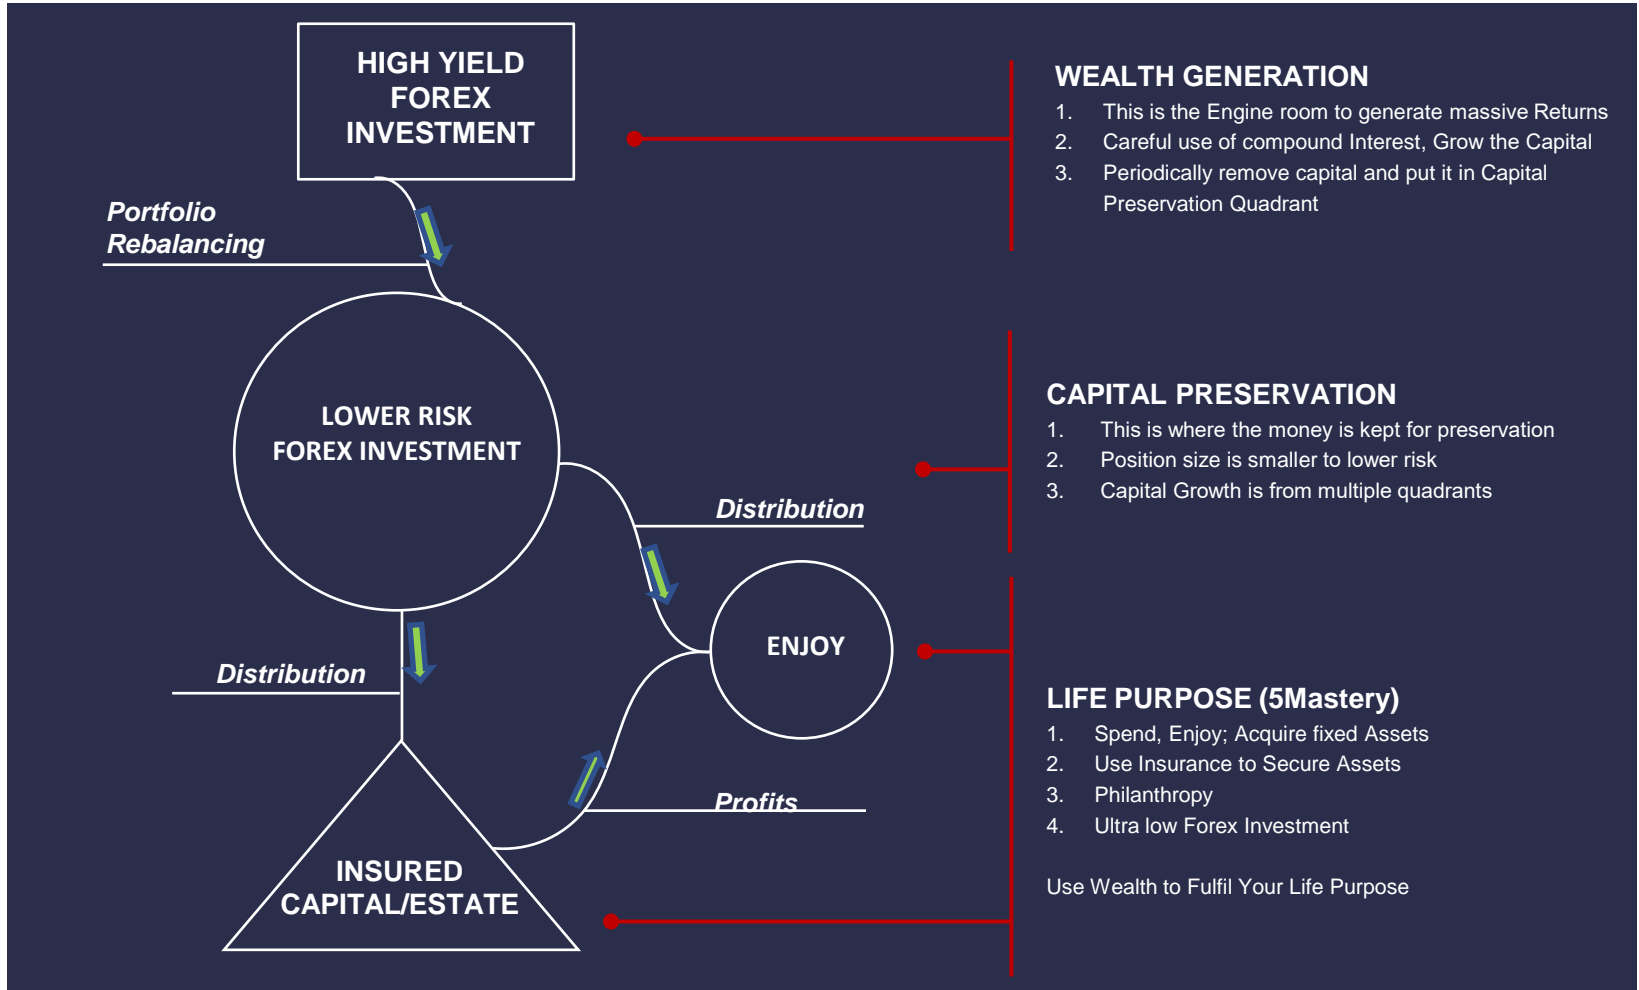 HIGH YIELD
FOREX
INVESTMENT
Portfolio
Rebalancing
LOWER RISK
FOREX INVESTMENT
Distribution
ENJOY
Distribution
Profits
INSURED
CAPITAL/ESTATE
WEALTH GENERATION
1. This is the Engine room to generate massive Returns
2. Careful use of compound Interest, Grow the Capital
3. Periodically remove capital and put it in Capital
Preservation Quadrant
CAPITAL PRESERVATION
1. This is where the money is kept for preservation
2. Position size is smaller to lower risk
3. Capital Growth is from multiple quadrants
LIFE PURPOSE (5Mastery)
1. Spend, Enjoy; Acquire fixed Assets
2. Use Insurance to Secure Assets
3. Philanthropy
4. Ultra low Forex Investment
Use Wealth to Fulfil Your Life Purpose